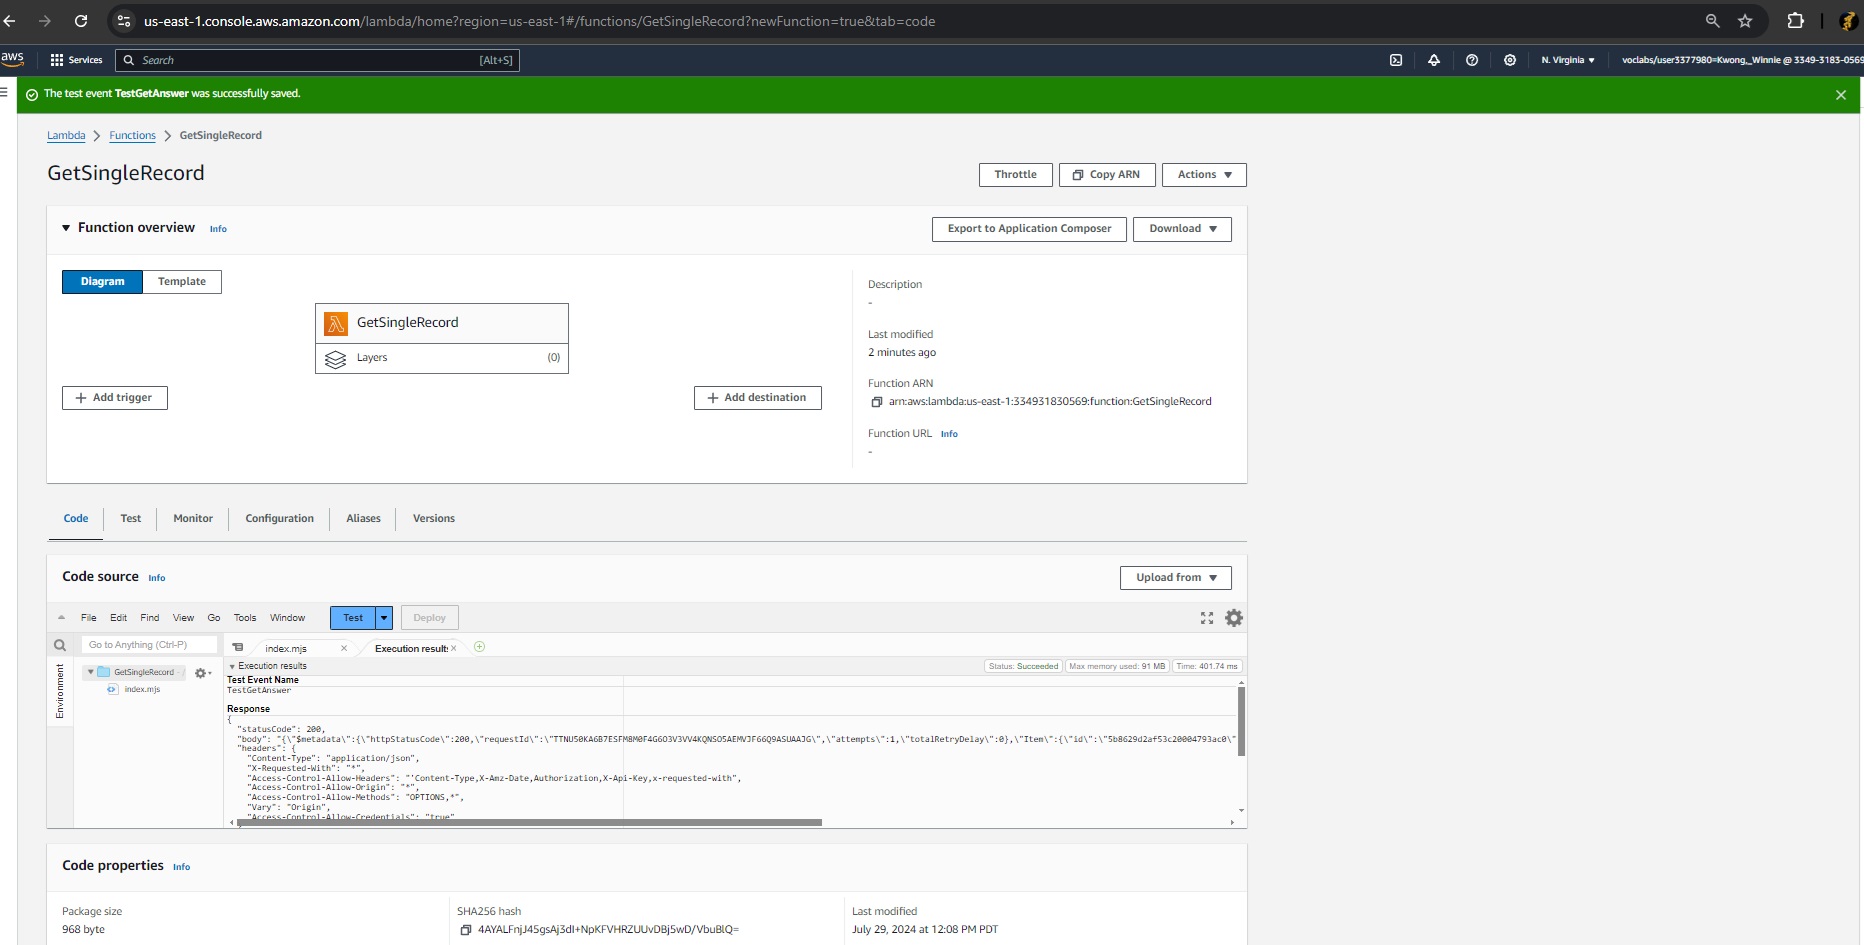 us-east-1.console.aws.amazon.com/lambda/home?region=us-east-1#/functions/GetSingleRecord?newFunction=true&tab=code
aws Services Search [Alt+S] N. Virginia ▼ voclabs/user3377980=Kwong,_Winnie @ 3349-3183-0569
The test event TestGetAnswer was successfully saved.
Lambda > Functions > GetSingleRecord
GetSingleRecord
Throttle Copy ARN Actions ▼
▼ Function overview Info
Export to Application Composer Download ▼
Diagram Template
GetSingleRecord
Layers (0)
+ Add trigger
+ Add destination
Description
-
Last modified
2 minutes ago
Function ARN
arn:aws:lambda:us-east-1:334931830569:function:GetSingleRecord
Function URL Info
-
Code Test Monitor Configuration Aliases Versions
Code source Info
Upload from ▼
File Edit Find View Go Tools Window Test Deploy
Go to Anything (Ctrl-P)
index.mjs Execution results
Environment
GetSingleRecord - /
index.mjs
Execution results Status: Succeeded Max memory used: 91 MB Time: 401.74 ms
Test Event Name
TestGetAnswer
Response
{
"statusCode": 200,
"body": "{\"$metadata\":{\"httpStatusCode\":200,\"requestId\":\"TTNU50KA6B7ESFM8M0F4G6O3V3VV4KQNSO5AEMVJF66Q9ASUAAJG\",\"attempts\":1,\"totalRetryDelay\":0},\"Item\":{\"id\":\"5b8629d2af53c20004793ac0\"
"headers": {
"Content-Type": "application/json",
"X-Requested-With": "*",
"Access-Control-Allow-Headers": "'Content-Type,X-Amz-Date,Authorization,X-Api-Key,x-requested-with",
"Access-Control-Allow-Origin": "*",
"Access-Control-Allow-Methods": "OPTIONS,*",
"Vary": "Origin",
"Access-Control-Allow-Credentials": "true"
Code properties Info
Package size
968 byte
SHA256 hash
4AYALFnjJ45gsAj3dI+NpKFVHRZUUvDBj5wD/VbuBlQ=
Last modified
July 29, 2024 at 12:08 PM PDT